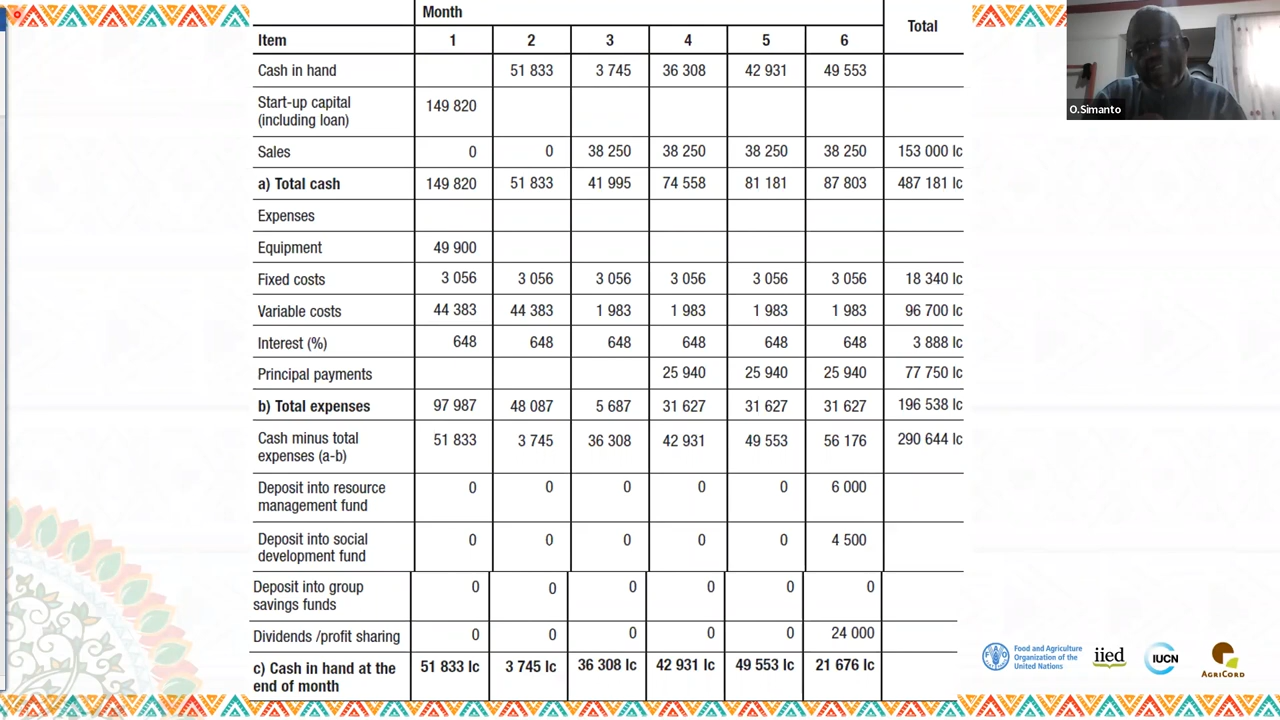 Month
Total
Item 1 2 3 4 5 6
Cash in hand 51 833 3 745 36 308 42 931 49 553
Start-up capital
(including loan) 149 820
Sales 0 0 38 250 38 250 38 250 38 250 153 000 lc
a) Total cash 149 820 51 833 41 995 74 558 81 181 87 803 487 181 lc
Expenses
Equipment 49 900
Fixed costs 3 056 3 056 3 056 3 056 3 056 3 056 18 340 lc
Variable costs 44 383 44 383 1 983 1 983 1 983 1 983 96 700 lc
Interest (%) 648 648 648 648 648 648 3 888 lc
Principal payments 25 940 25 940 25 940 77 750 lc
b) Total expenses 97 987 48 087 5 687 31 627 31 627 31 627 196 538 lc
Cash minus total
expenses (a-b) 51 833 3 745 36 308 42 931 49 553 56 176 290 644 lc
Deposit into resource
management fund 0 0 0 0 0 6 000
Deposit into social
development fund 0 0 0 0 0 4 500
Deposit into group
savings funds 0 0 0 0 0 0
Dividends /profit sharing 0 0 0 0 0 24 000
c) Cash in hand at the
end of month 51 833 lc 3 745 lc 36 308 lc 42 931 lc 49 553 lc 21 676 lc
O.Simanto
Food and Agriculture
Organization of the
United Nations
iied
IUCN
AGRICORD